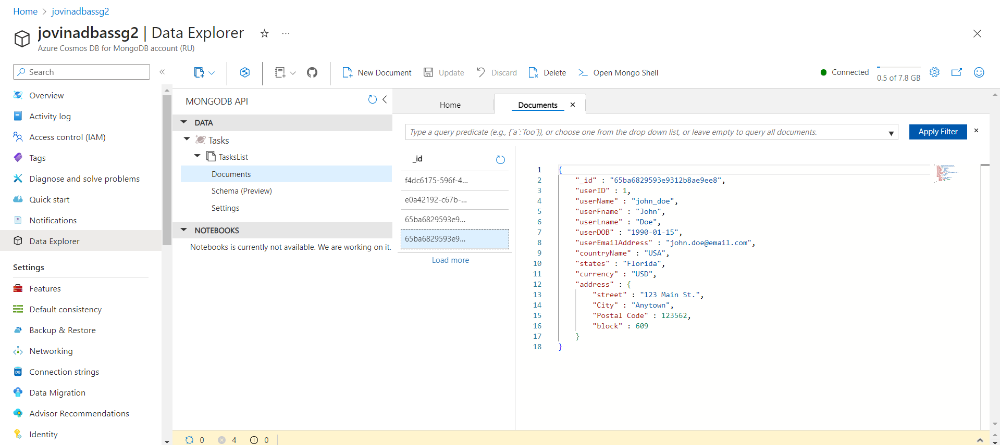 Home > jovinadbassg2
jovinadbassg2 | Data Explorer
Azure Cosmos DB for MongoDB account (RU)
Search
Overview
Activity log
Access control (IAM)
Tags
Diagnose and solve problems
Quick start
Notifications
Data Explorer
Settings
Features
Default consistency
Backup & Restore
Networking
Connection strings
Data Migration
Advisor Recommendations
Identity
New Document
Update
Discard
Delete
Open Mongo Shell
Connected
0.5 of 7.8 GB
MONGODB API
DATA
Tasks
TasksList
Documents
Schema (Preview)
Settings
NOTEBOOKS
Notebooks is currently not available. We are working on it.
Home
Documents
Type a query predicate (e.g., {´a´:´foo´}), or choose one from the drop down list, or leave empty to query all documents.
Apply Filter
_id
f4dc6175-596f-4...
e0a42192-c67b-...
65ba6829593e9...
65ba6829593e9...
Load more
1 {
2 "_id" : "65ba6829593e9312b8ae9ee8",
3 "userID" : 1,
4 "userName" : "john_doe",
5 "userFname" : "John",
6 "userLname" : "Doe",
7 "userDOB" : "1990-01-15",
8 "userEmailAddress" : "john.doe@email.com",
9 "countryName" : "USA",
10 "states" : "Florida",
11 "currency" : "USD",
12 "address" : {
13 "street" : "123 Main St.",
14 "City" : "Anytown",
15 "Postal Code" : 123562,
16 "block" : 609
17 }
18 }
0 4 0